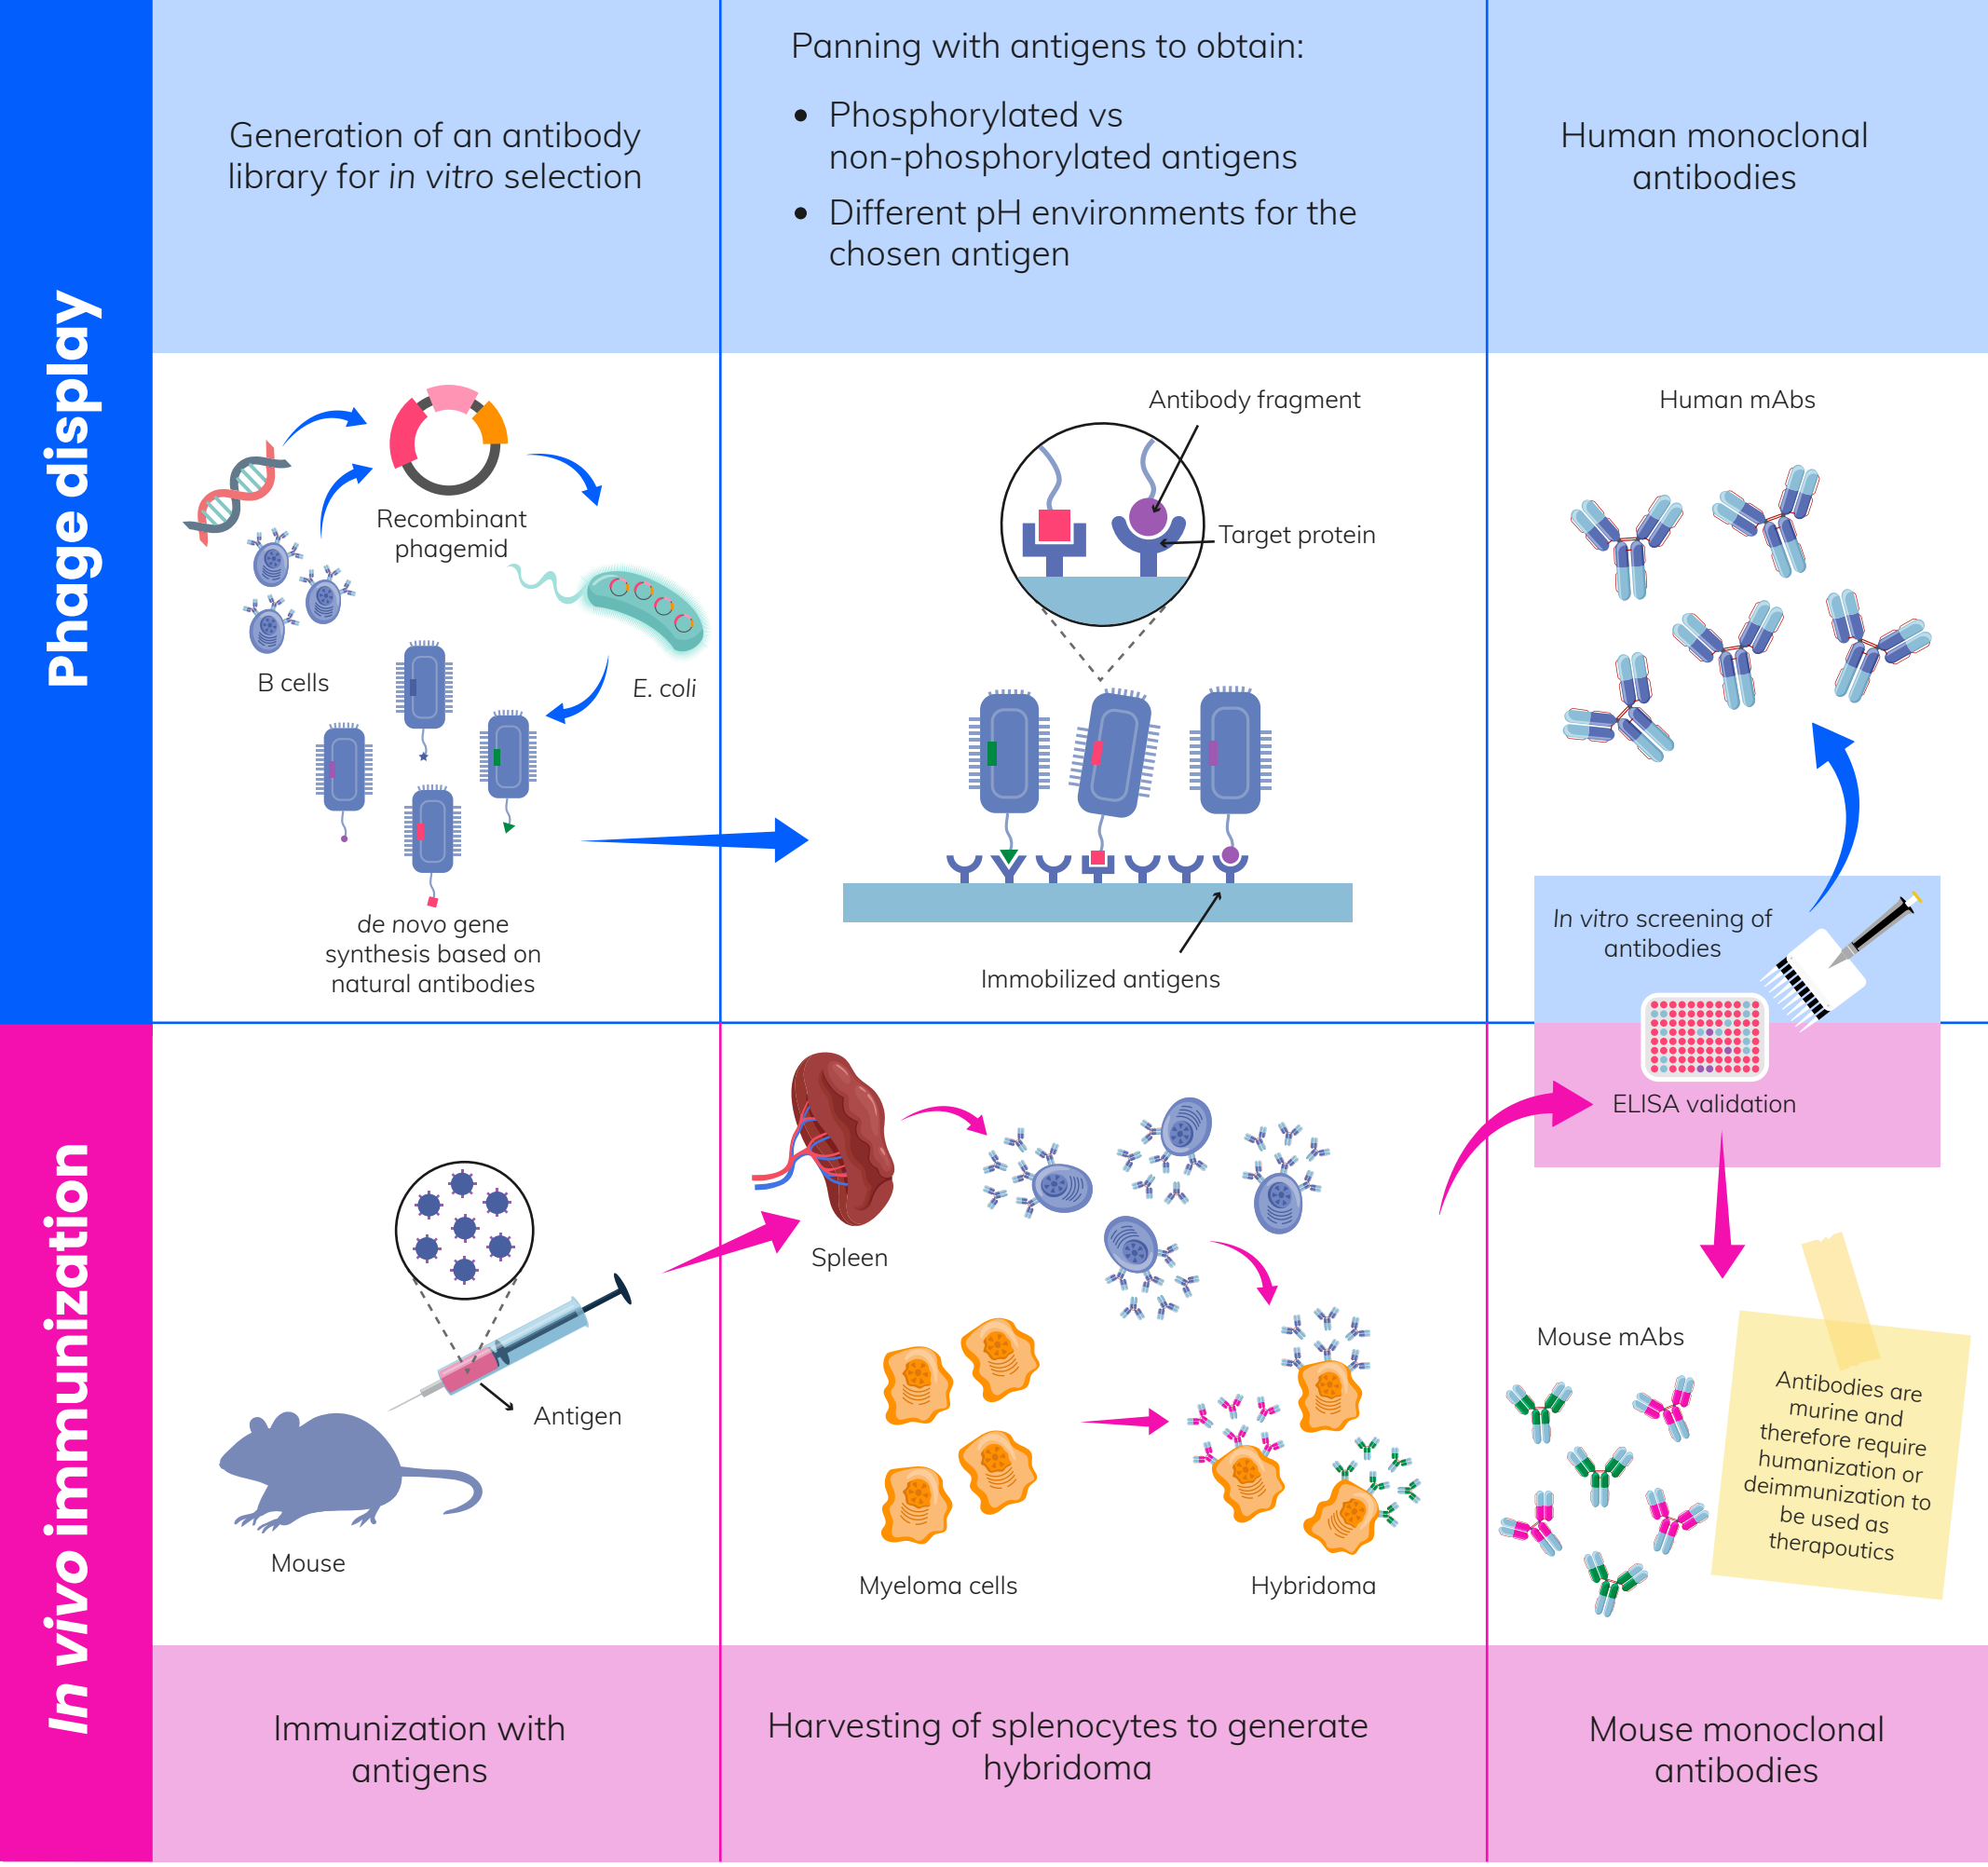 Phage display
Generation of an antibody
library for in vitro selection
Panning with antigens to obtain:
• Phosphorylated vs
non-phosphorylated antigens
• Different pH environments for the
chosen antigen
Human monoclonal
antibodies
Recombinant
phagemid
B cells
E. coli
de novo gene
synthesis based on
natural antibodies
Antibody fragment
Target protein
Immobilized antigens
Human mAbs
In vitro screening of
antibodies
ELISA validation
In vivo immunization
Antigen
Mouse
Spleen
Myeloma cells
Hybridoma
Mouse mAbs
Antibodies are
murine and
therefore require
humanization or
deimmunization to
be used as
therapoutics
Immunization with
antigens
Harvesting of splenocytes to generate
hybridoma
Mouse monoclonal
antibodies